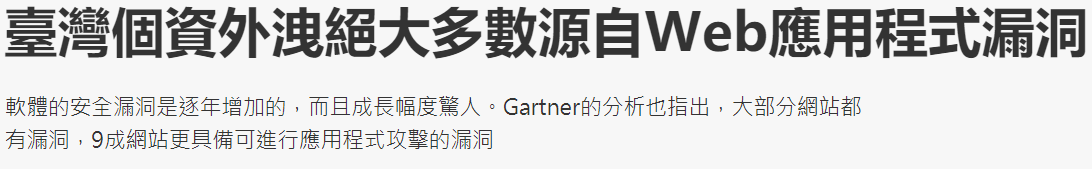 臺灣個資外洩絕大多數源自Web應用程式漏洞
軟體的安全漏洞是逐年增加的，而且成長幅度驚人。Gartner的分析也指出，大部分網站都
有漏洞，9成網站更具備可進行應用程式攻擊的漏洞